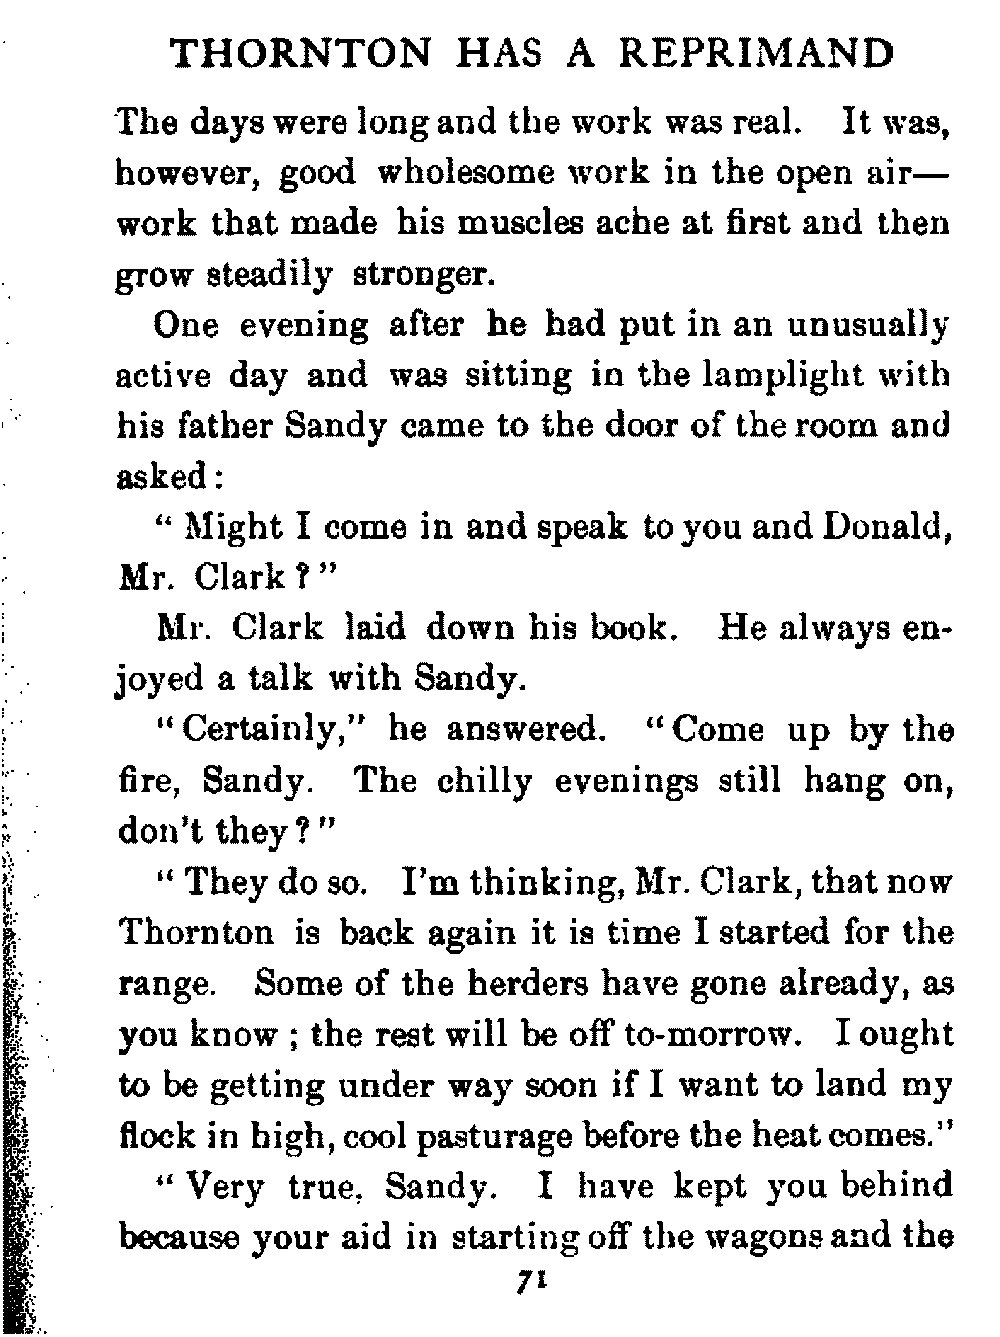 THORNTON HAS A REPRIMAND
The days were long and the work was real. It was,
however, good wholesome work in the open air—
work that made his muscles ache at first and then
grow steadily stronger.
One evening after he had put in an unusually
active day and was sitting in the lamplight with
his father Sandy came to the door of the room and
asked:
"Might I come in and speak to you and Donald,
Mr. Clark?"
Mr. Clark laid down his book. He always en-
joyed a talk with Sandy.
"Certainly," he answered. "Come up by the
fire, Sandy. The chilly evenings still hang on,
don't they?"
"They do so. I'm thinking, Mr. Clark, that now
Thornton is back again it is time I started for the
range. Some of the herders have gone already, as
you know; the rest will be off to-morrow. I ought
to be getting under way soon if I want to land my
flock in high, cool pasturage before the heat comes."
"Very true, Sandy. I have kept you behind
because your aid in starting off the wagons and the
71